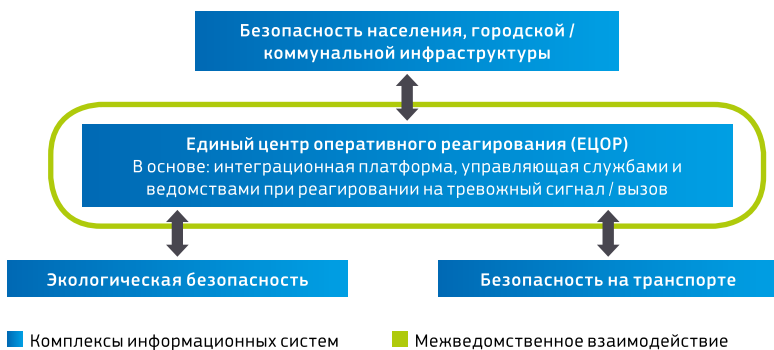 Безопасность населения, городской /
коммунальной инфраструктуры
Единый центр оперативного реагирования (ЕЦОР)
В основе: интеграционная платформа, управляющая службами и
ведомствами при реагировании на тревожный сигнал / вызов
Экологическая безопасность
Безопасность на транспорте
Комплексы информационных систем
Межведомственное взаимодействие